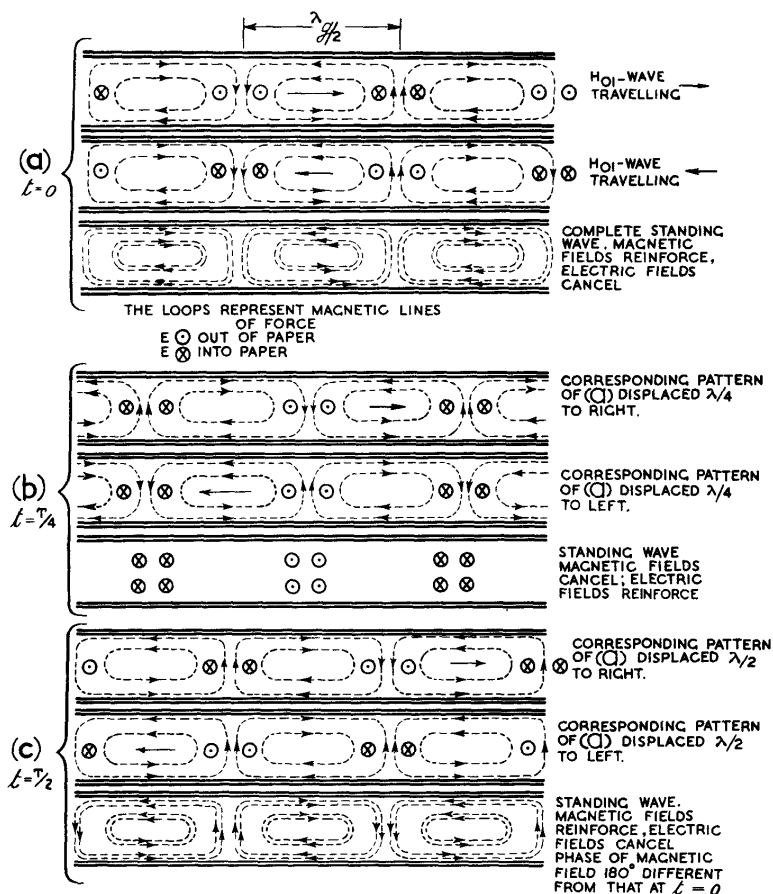 λg/2
H01-WAVE
TRAVELLING
(a)
t=0
H01-WAVE
TRAVELLING
COMPLETE STANDING
WAVE, MAGNETIC
FIELDS REINFORCE,
ELECTRIC FIELDS
CANCEL
THE LOOPS REPRESENT MAGNETIC LINES
OF FORCE
E ⊙ OUT OF PAPER
E ⊗ INTO PAPER
CORRESPONDING PATTERN
OF (a) DISPLACED λ/4
TO RIGHT.
(b)
t=T/4
CORRESPONDING PATTERN
OF (a) DISPLACED λ/4
TO LEFT.
STANDING WAVE
MAGNETIC FIELDS
CANCEL; ELECTRIC
FIELDS REINFORCE
CORRESPONDING PATTERN
OF (a) DISPLACED λ/2
TO RIGHT.
(c)
t=T/2
CORRESPONDING PATTERN
OF (a) DISPLACED λ/2
TO LEFT.
STANDING WAVE.
MAGNETIC FIELDS
REINFORCE, ELECTRIC
FIELDS CANCEL
PHASE OF MAGNETIC
FIELD 180° DIFFERENT
FROM THAT AT t = 0